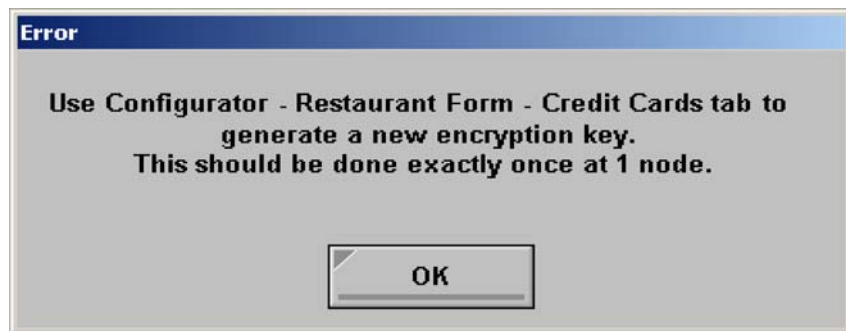 Error
Use Configurator - Restaurant Form - Credit Cards tab to
generate a new encryption key.
This should be done exactly once at 1 node.
OK